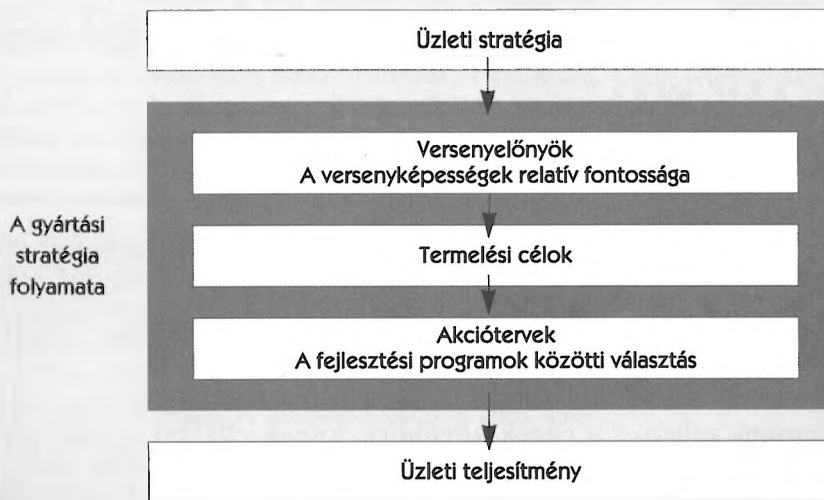 Üzleti stratégia
Versenyelőnyök
A versenyképességek relatív fontossága
A gyártási
stratégia
folyamata
Termelési célok
Akciótervek
A fejlesztési programok közötti választás
Üzleti teljesítmény